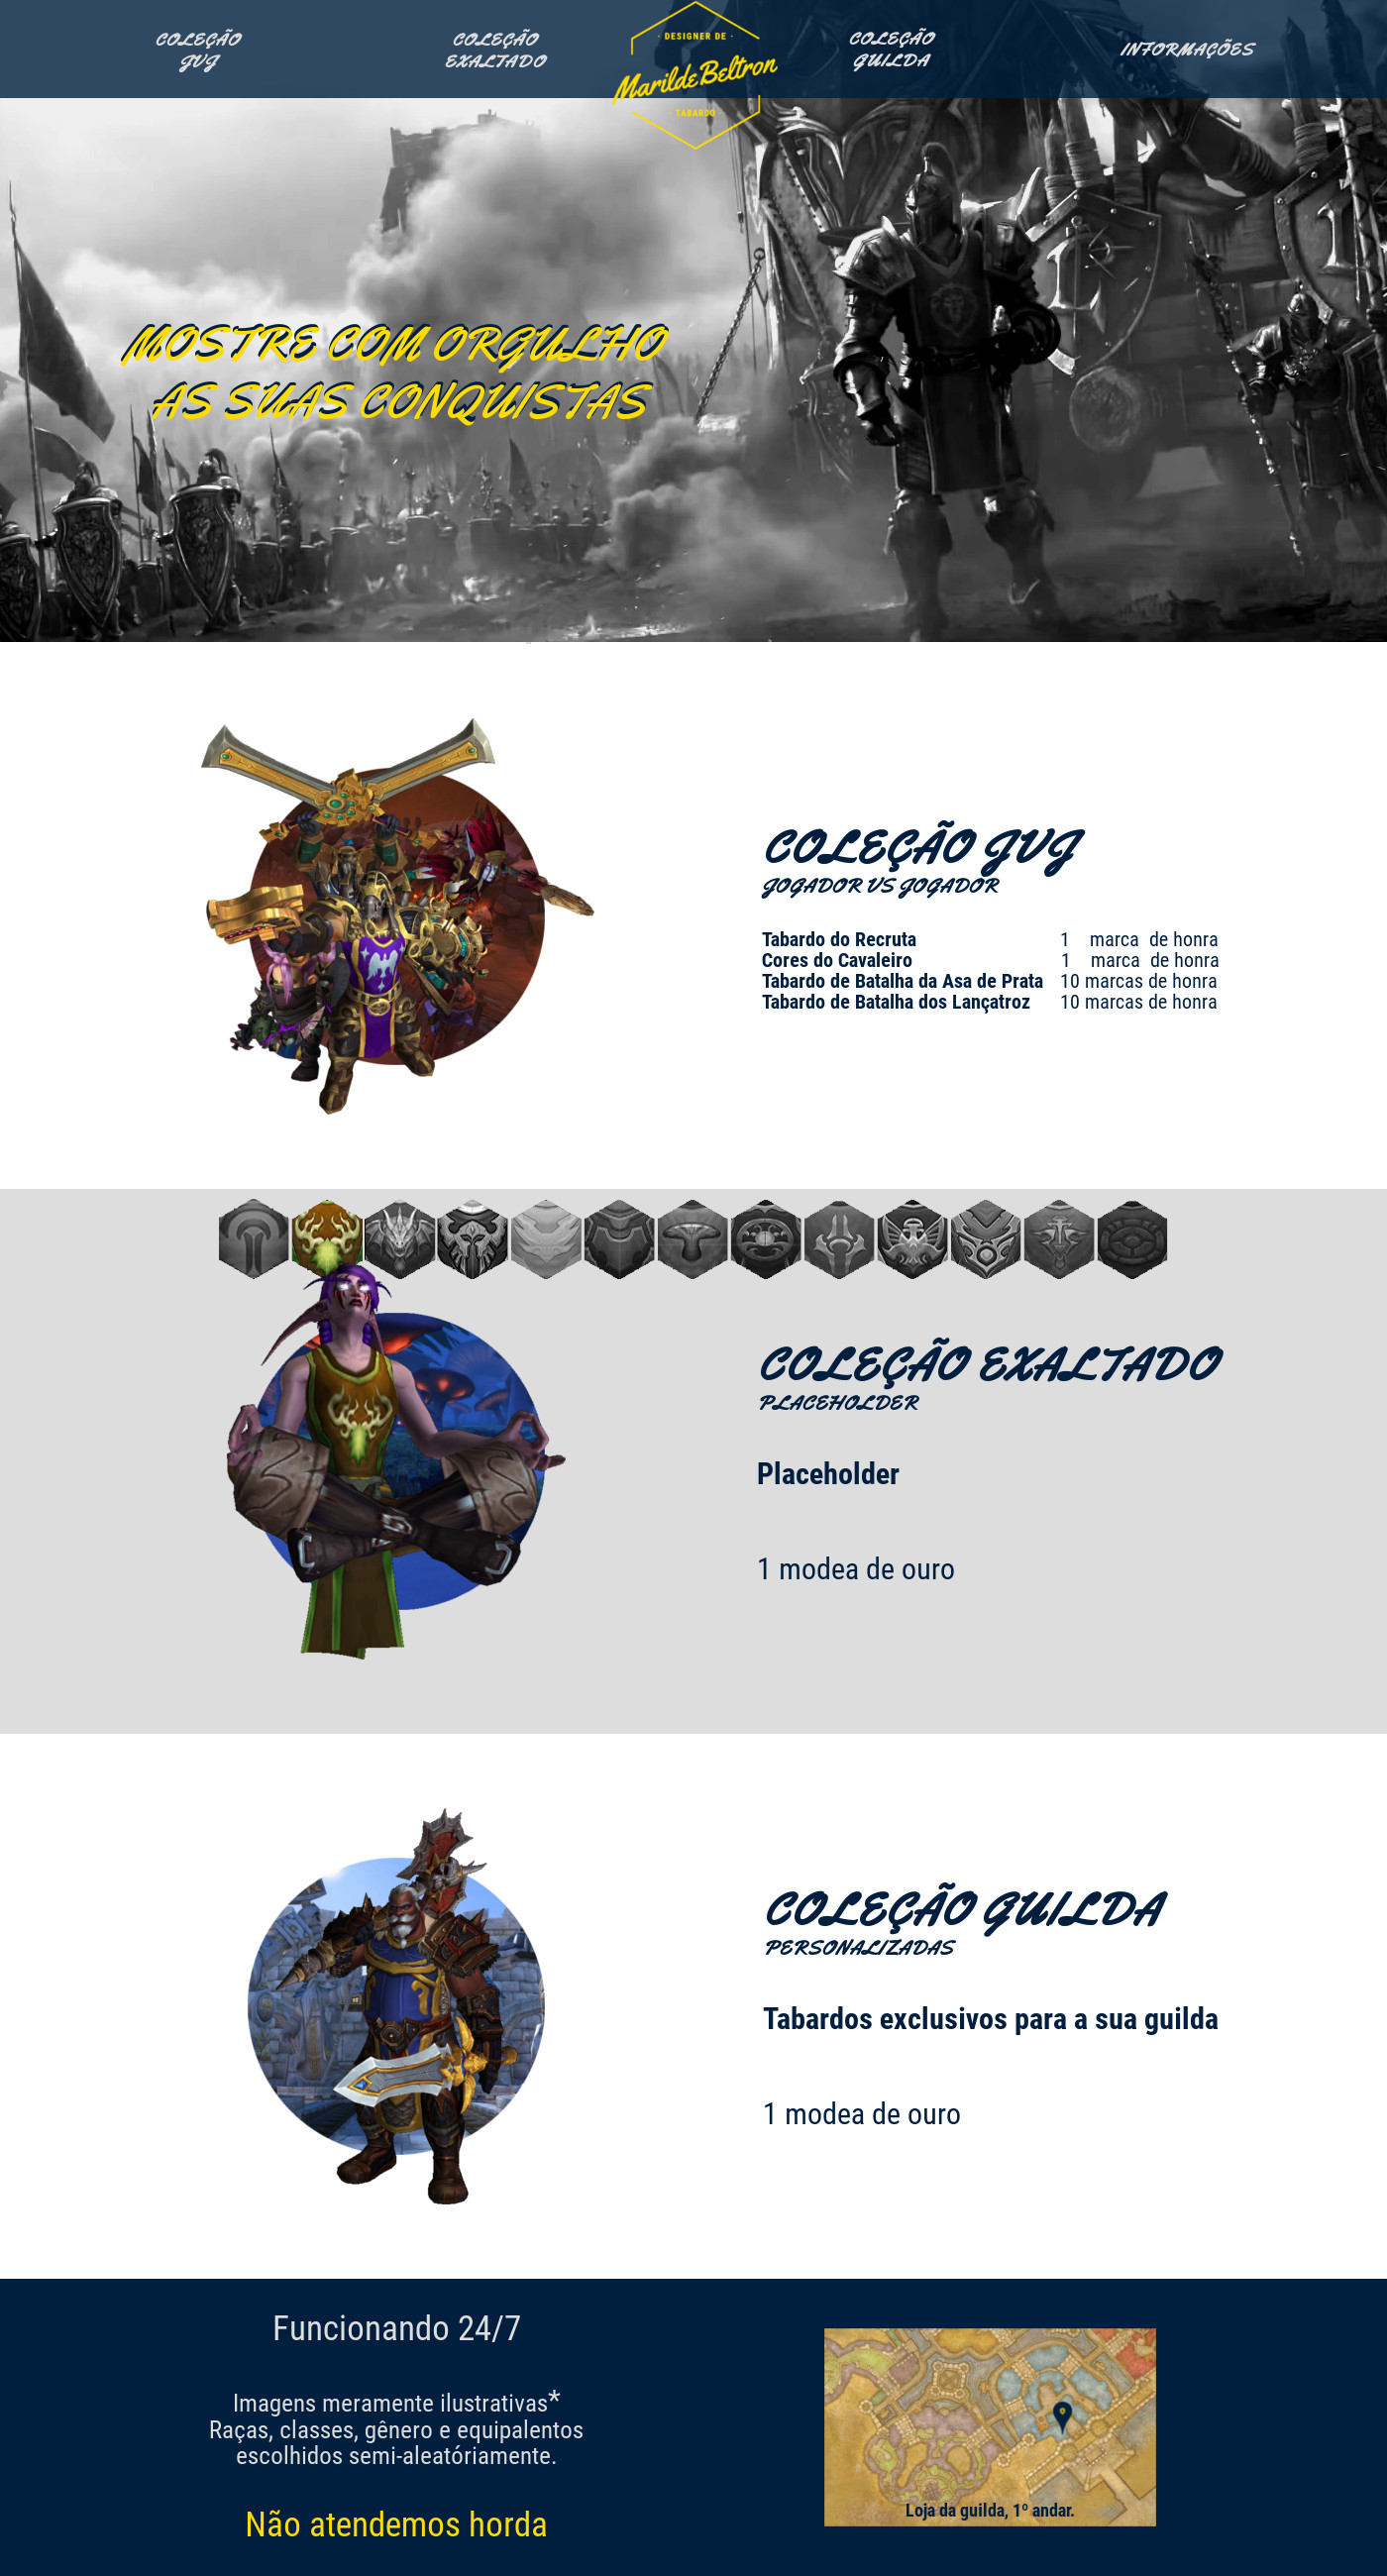 COLEÇÃO
JVJ
COLEÇÃO
EXALTADO
DESIGNER DE
Marilde Beltron
TABARDO
COLEÇÃO
GUILDA
INFORMAÇÕES
MOSTRE COM ORGULHO
AS SUAS CONQUISTAS
COLEÇÃO JVJ
JOGADOR VS JOGADOR
Tabardo do Recruta 1 marca de honra
Cores do Cavaleiro 1 marca de honra
Tabardo de Batalha da Asa de Prata 10 marcas de honra
Tabardo de Batalha dos Lançatroz 10 marcas de honra
COLEÇÃO EXALTADO
PLACEHOLDER
Placeholder
1 modea de ouro
COLEÇÃO GUILDA
PERSONALIZADAS
Tabardos exclusivos para a sua guilda
1 modea de ouro
Funcionando 24/7
Imagens meramente ilustrativas*
Raças, classes, gênero e equipalentos
escolhidos semi-aleatóriamente.
Não atendemos horda
Loja da guilda, 1º andar.